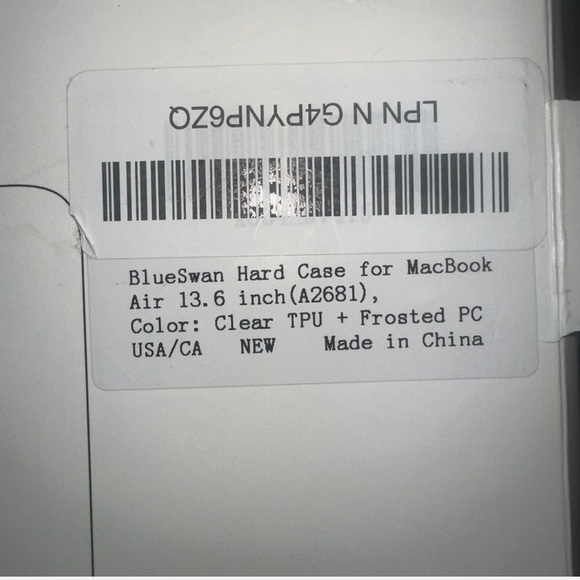 LPN N G4PYNP6ZQ
BlueSwan Hard Case for MacBook
Air 13.6 inch(A2681),
Color: Clear TPU + Frosted PC
USA/CA NEW Made in China